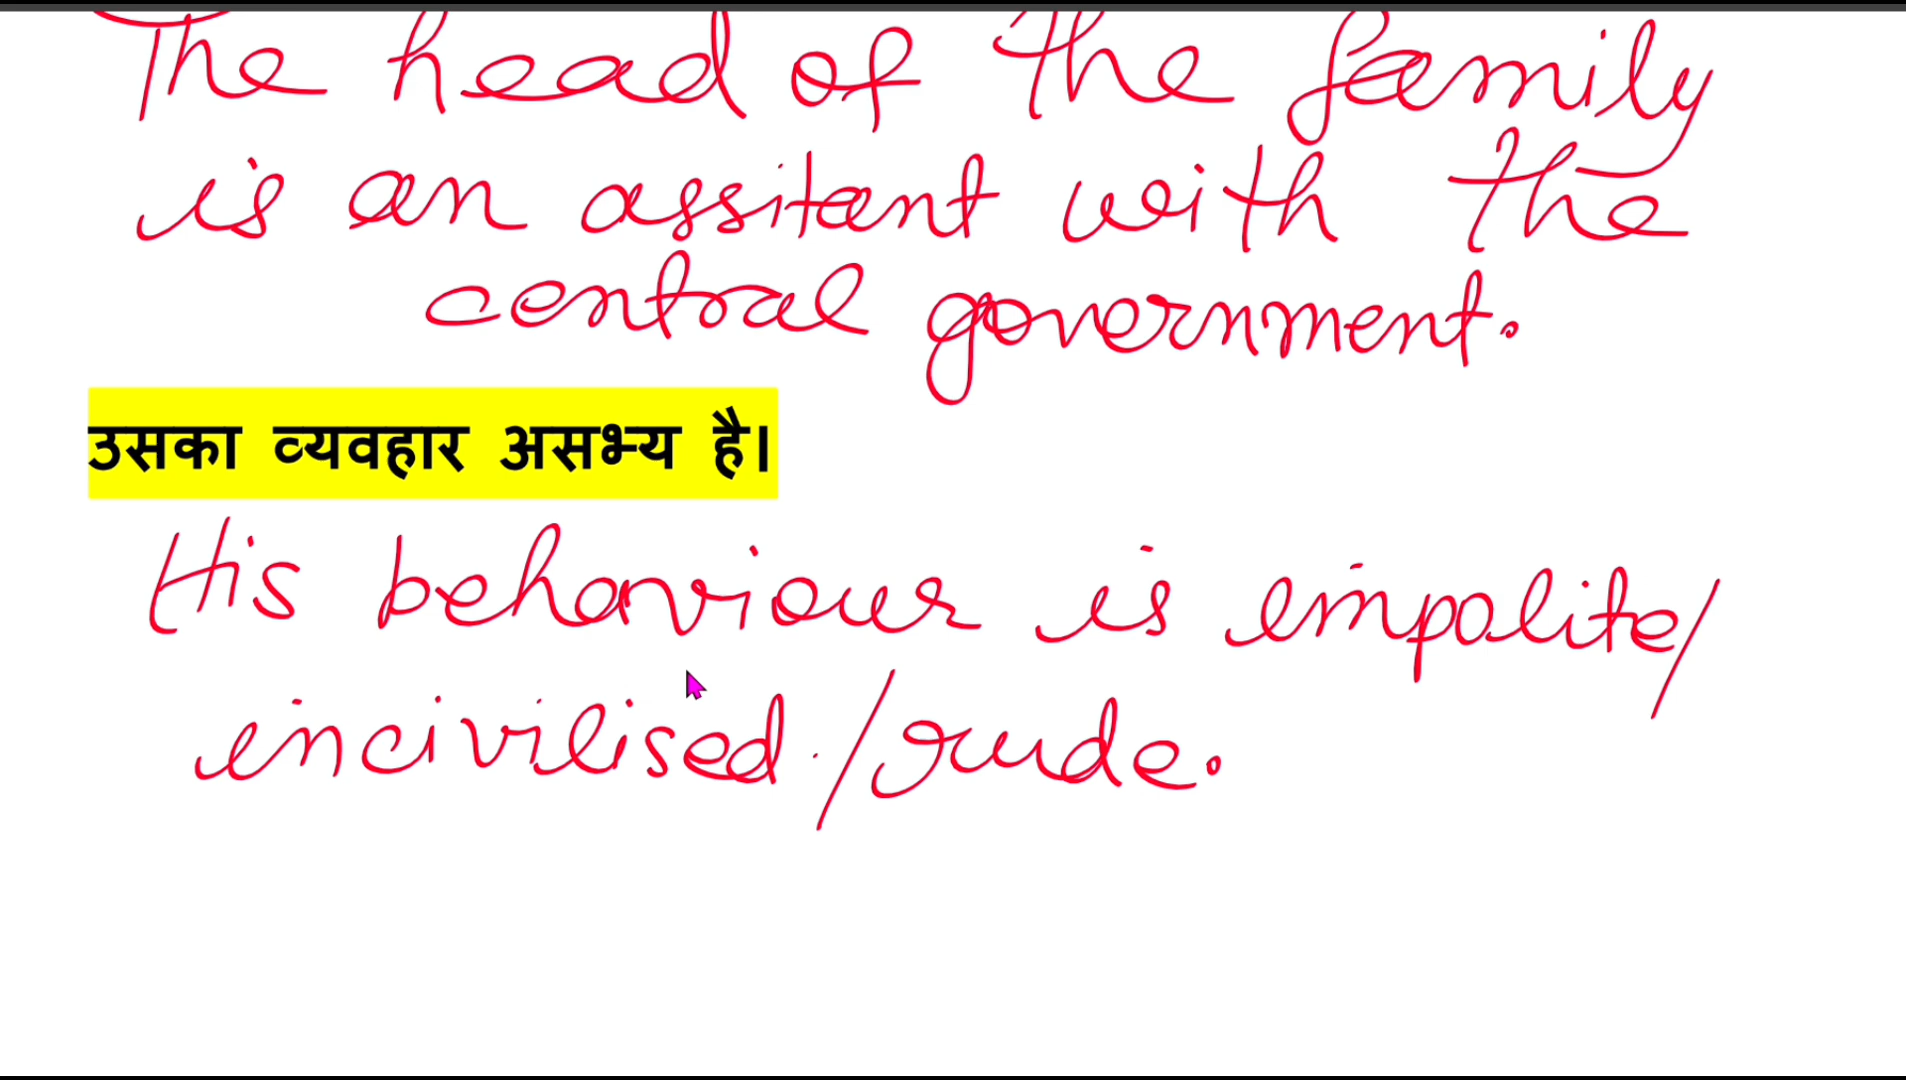 The head of the family
is an assitant with the
central government.
उसका व्यवहार असभ्य है।
His behaviour is impolite/
incivilised./rude.